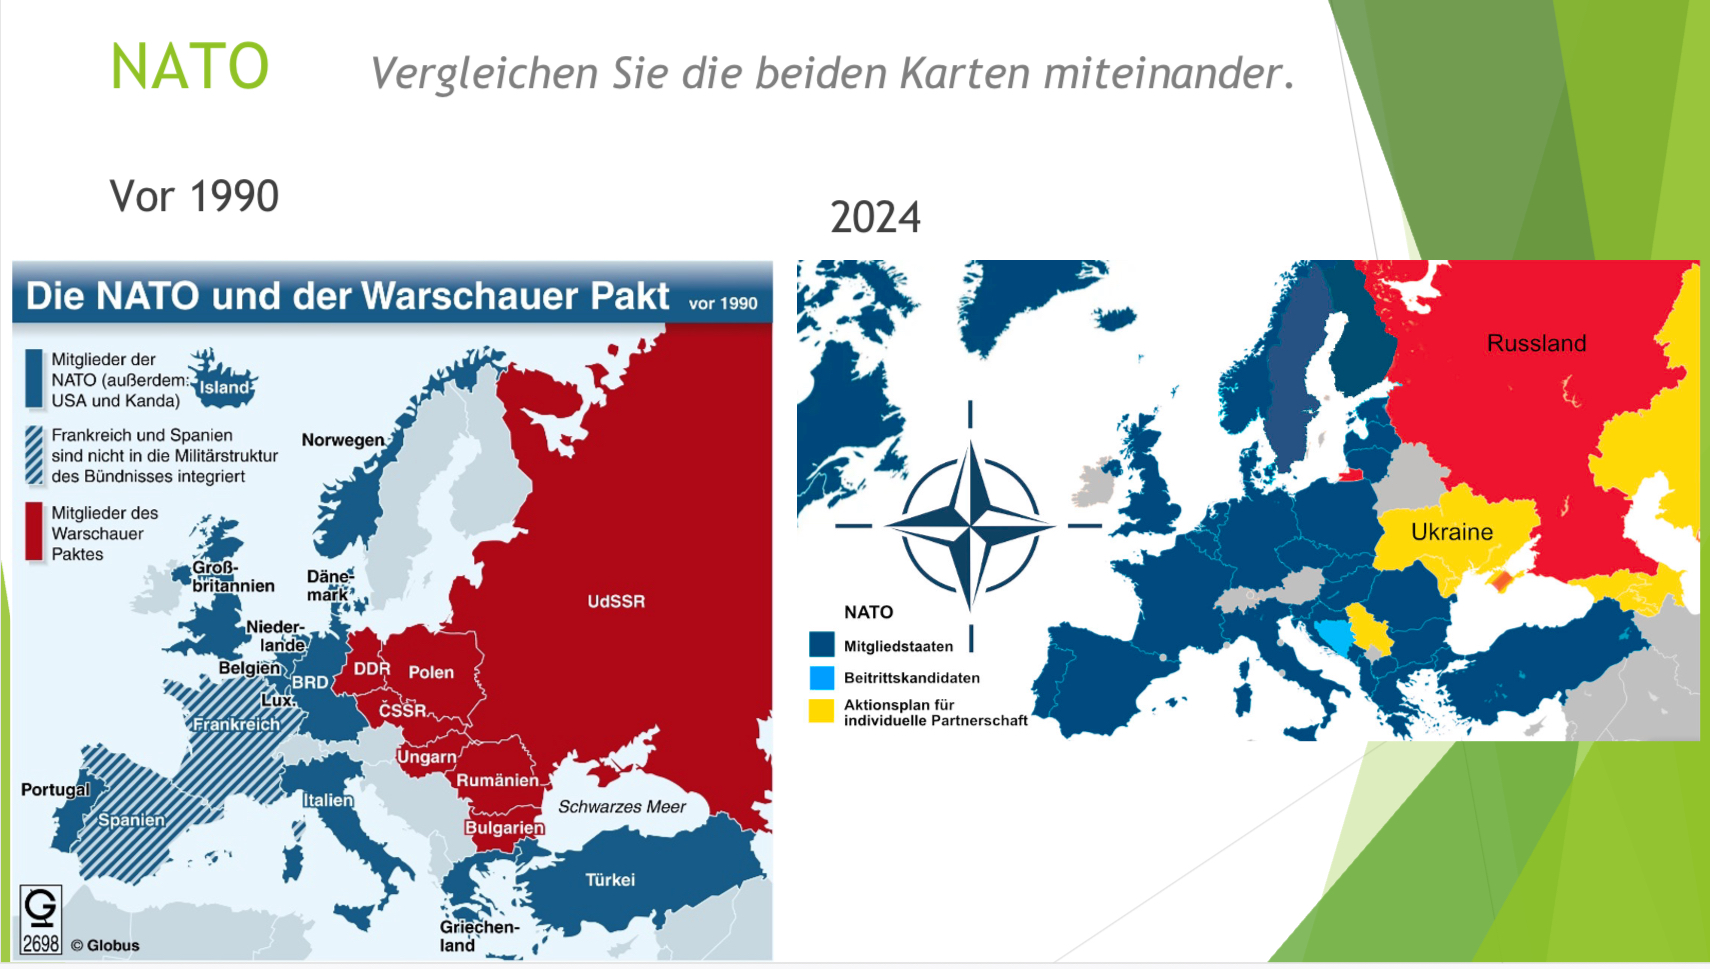 NATO
Vergleichen Sie die beiden Karten miteinander.
Vor 1990
Die NATO und der Warschauer Pakt vor 1990
Mitglieder der
NATO (außerdem:
USA und Kanda)
Frankreich und Spanien
sind nicht in die Militärstruktur
des Bündnisses integriert
Mitglieder des
Warschauer
Paktes
Island
Norwegen
Groß-
britannien
Däne-
mark
Nieder-
lande
Belgien
Lux.
BRD
DDR
Polen
UdSSR
ČSSR
Frankreich
Ungarn
Rumänien
Portugal
Spanien
Italien
Schwarzes Meer
Bulgarien
Türkei
Griechen-
land
G
2698
© Globus
2024
Russland
Ukraine
NATO
Mitgliedstaaten
Beitrittskandidaten
Aktionsplan für
individuelle Partnerschaft